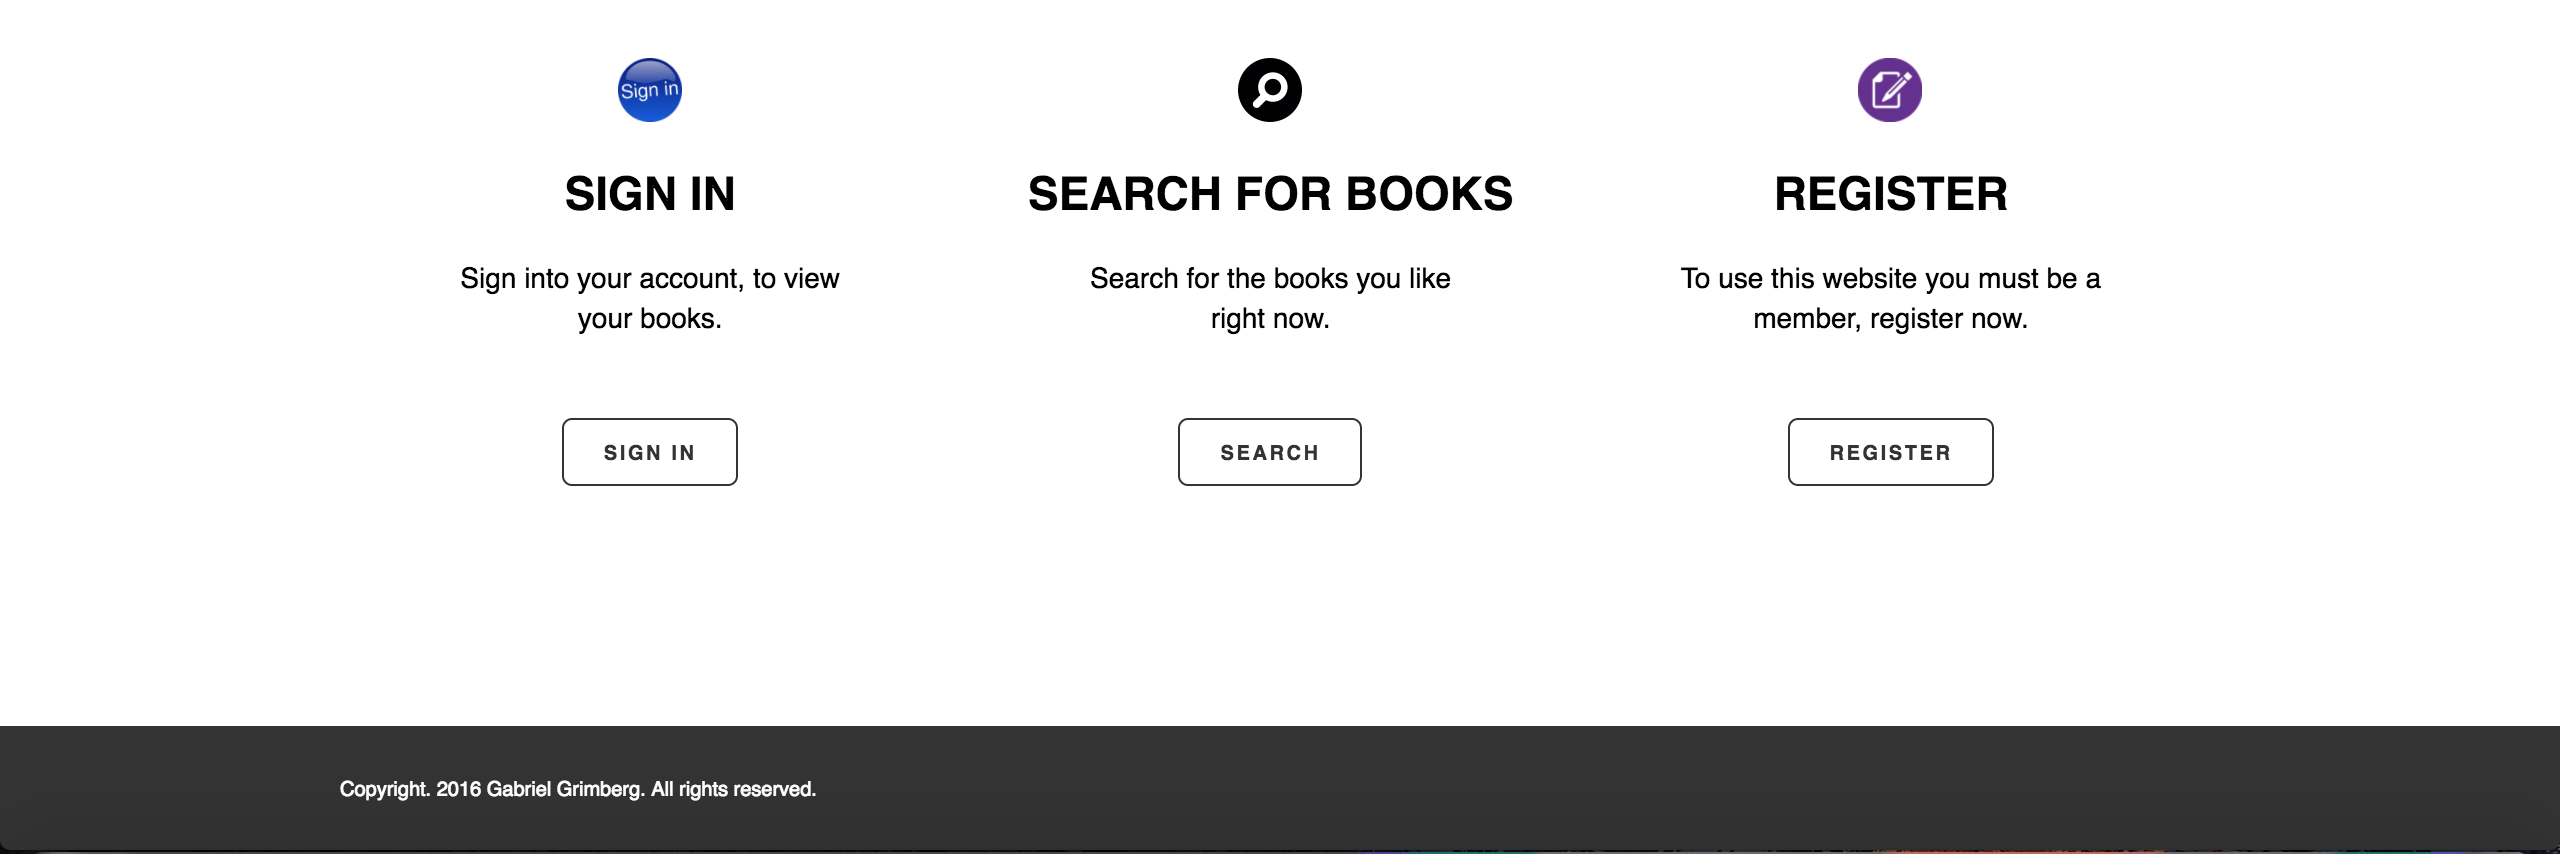 Sign in
SIGN IN
Sign into your account, to view
your books.
SIGN IN
SEARCH FOR BOOKS
Search for the books you like
right now.
SEARCH
REGISTER
To use this website you must be a
member, register now.
REGISTER
Copyright. 2016 Gabriel Grimberg. All rights reserved.